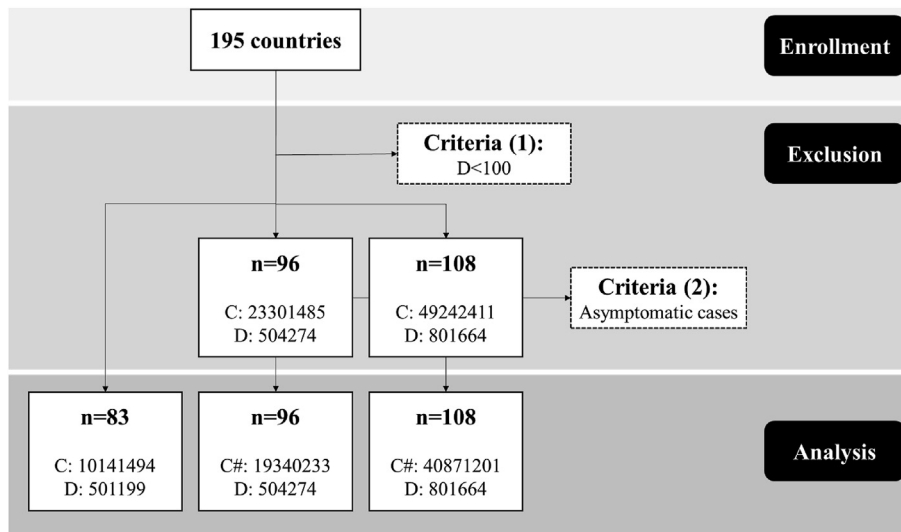 195 countries
Enrollment
Criteria (1):
D<100
Exclusion
n=96
C: 23301485
D: 504274
n=108
C: 49242411
D: 801664
Criteria (2):
Asymptomatic cases
n=83
C: 10141494
D: 501199
n=96
C#: 19340233
D: 504274
n=108
C#: 40871201
D: 801664
Analysis